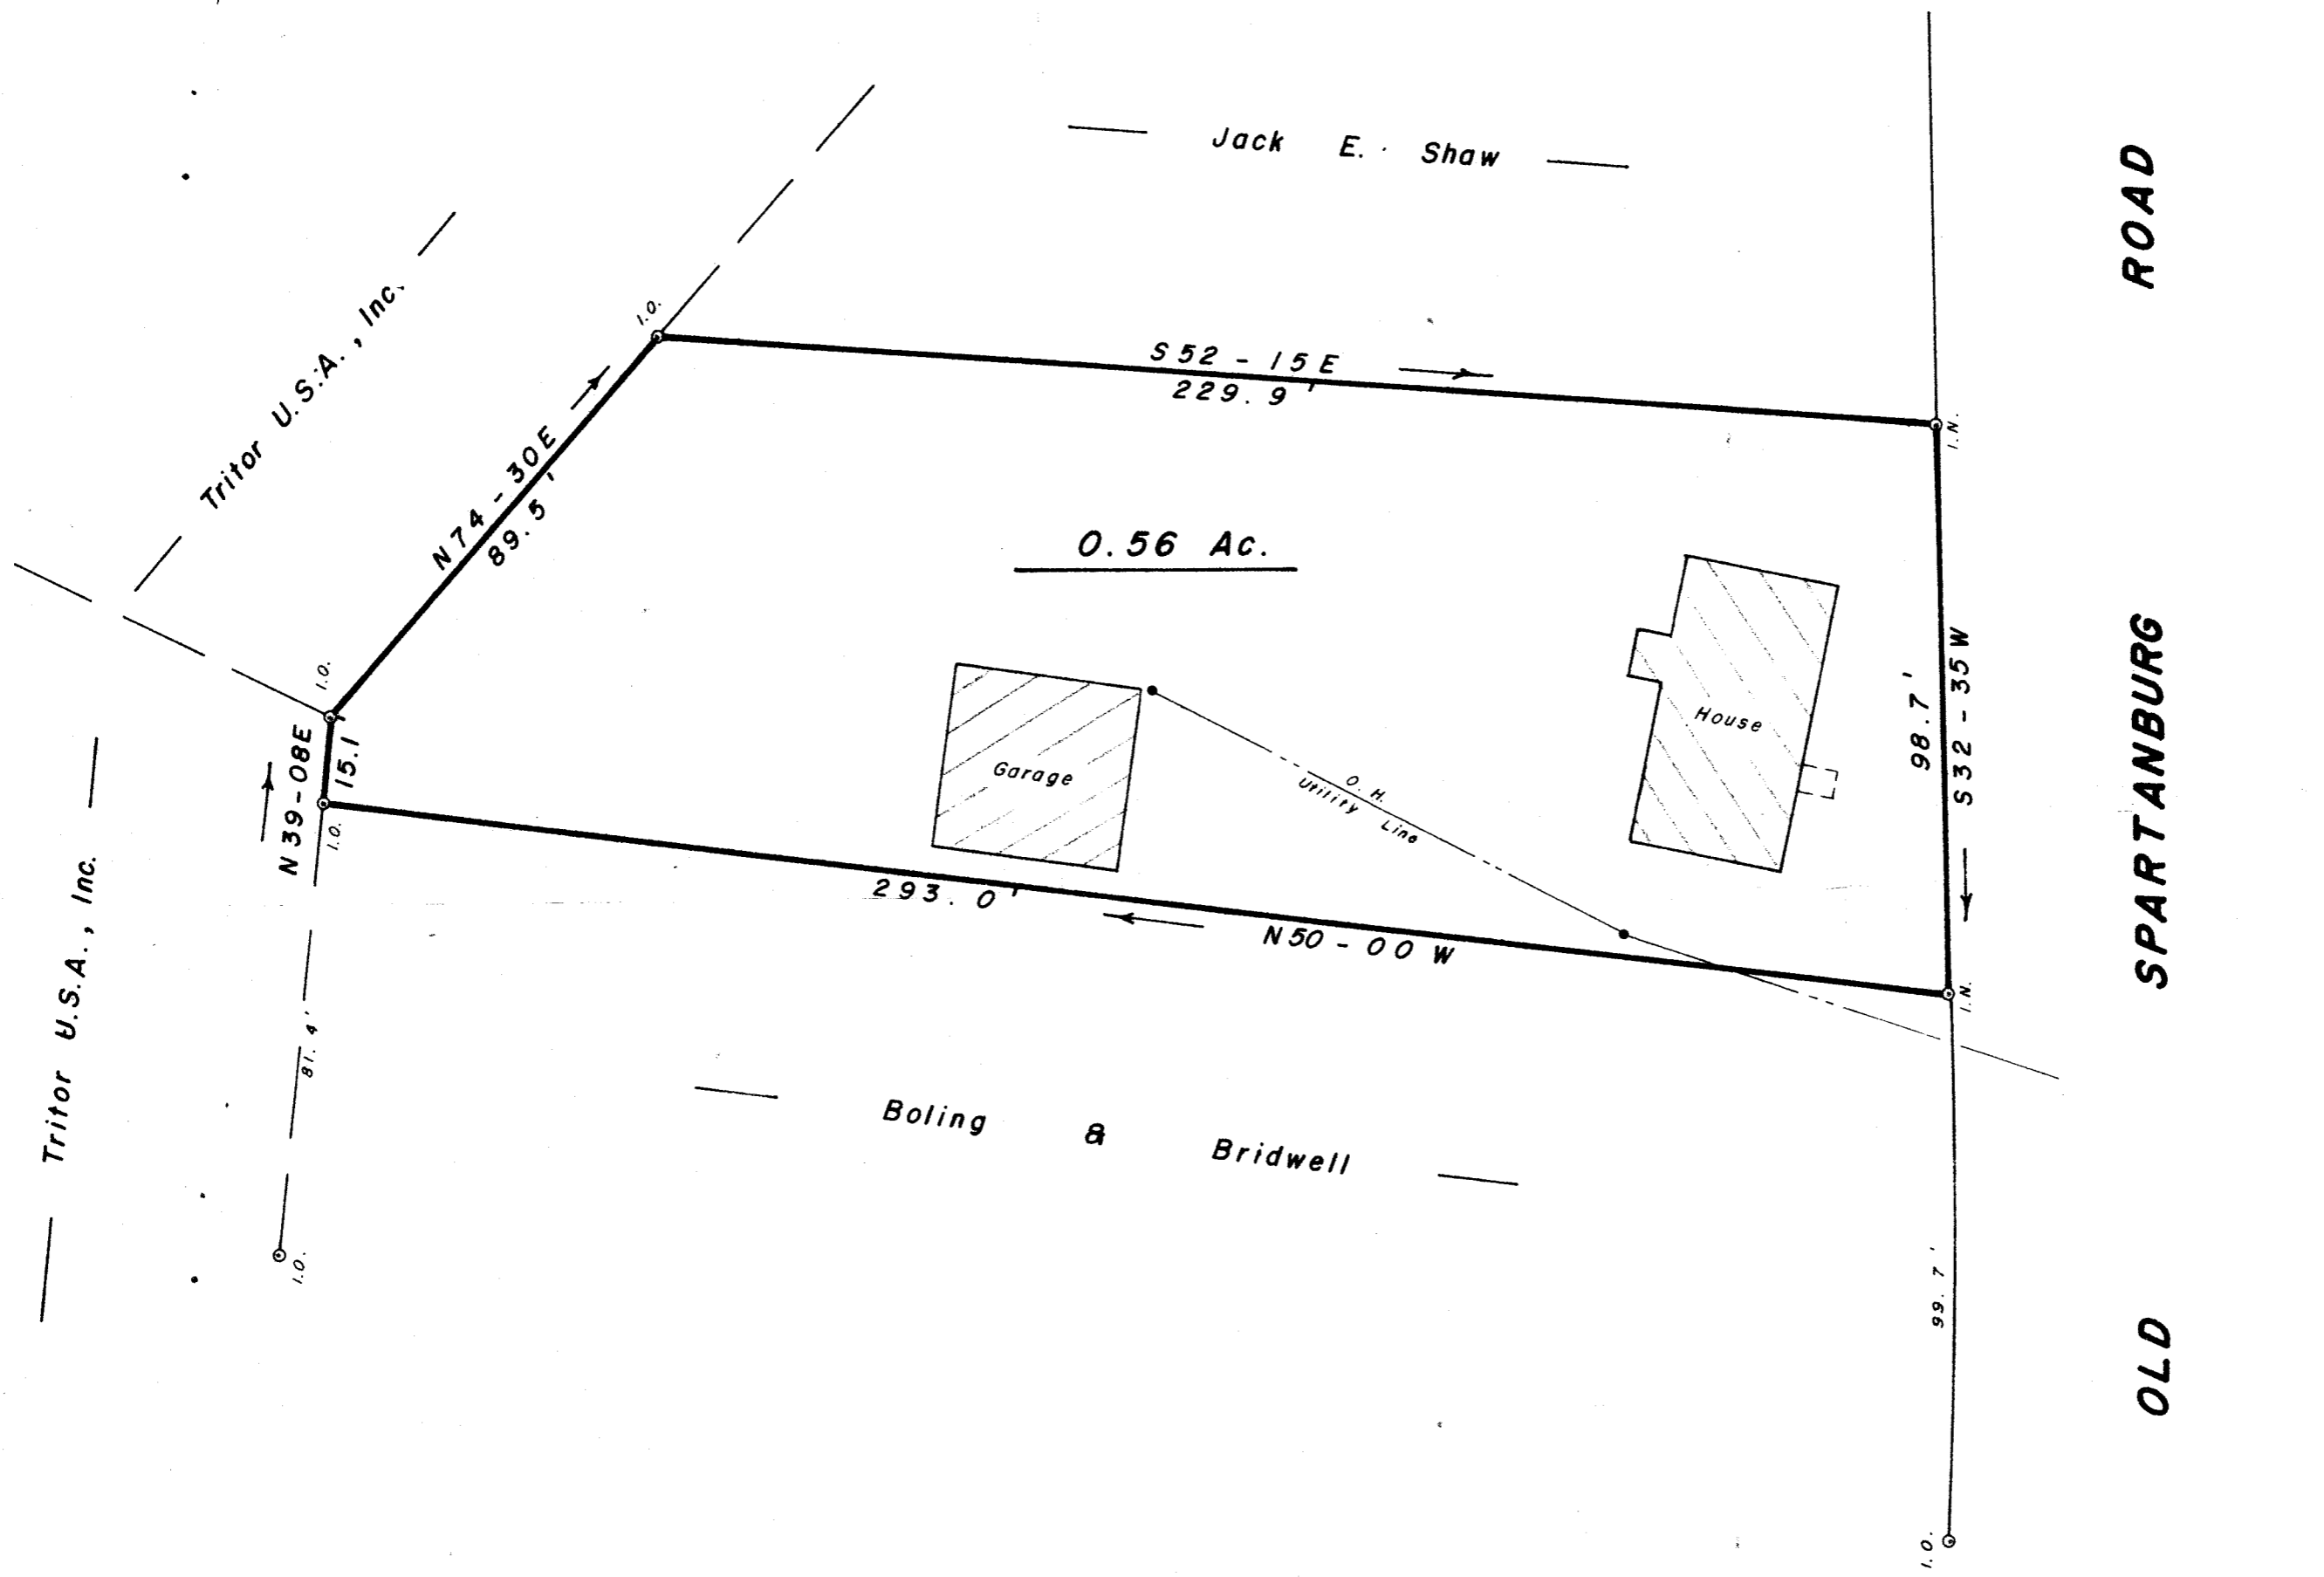 Jack E. Shaw
Tritor U.S.A., Inc.
I.O.
S 52 - 15 E
229.9'
I.N.
N 74 - 30 E
89.5'
0.56 Ac.
I.O.
N 39 - 08 E
15.1'
I.O.
Garage
House
O. H.
Utility Line
98.7'
S 32 - 35 W
293.0'
N 50 - 00 W
I.N.
Tritor U.S.A., Inc.
81.4'
I.O.
Boling & Bridwell
99.7'
I.O.
OLD SPARTANBURG ROAD